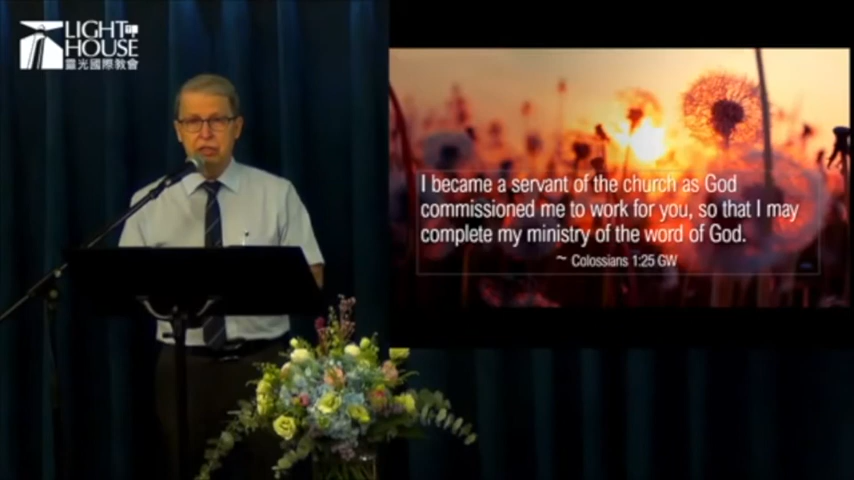 LIGHT
HOUSE
靈光國際教會
I became a servant of the church as God
commissioned me to work for you, so that I may
complete my ministry of the word of God.
~ Colossians 1:25 GW